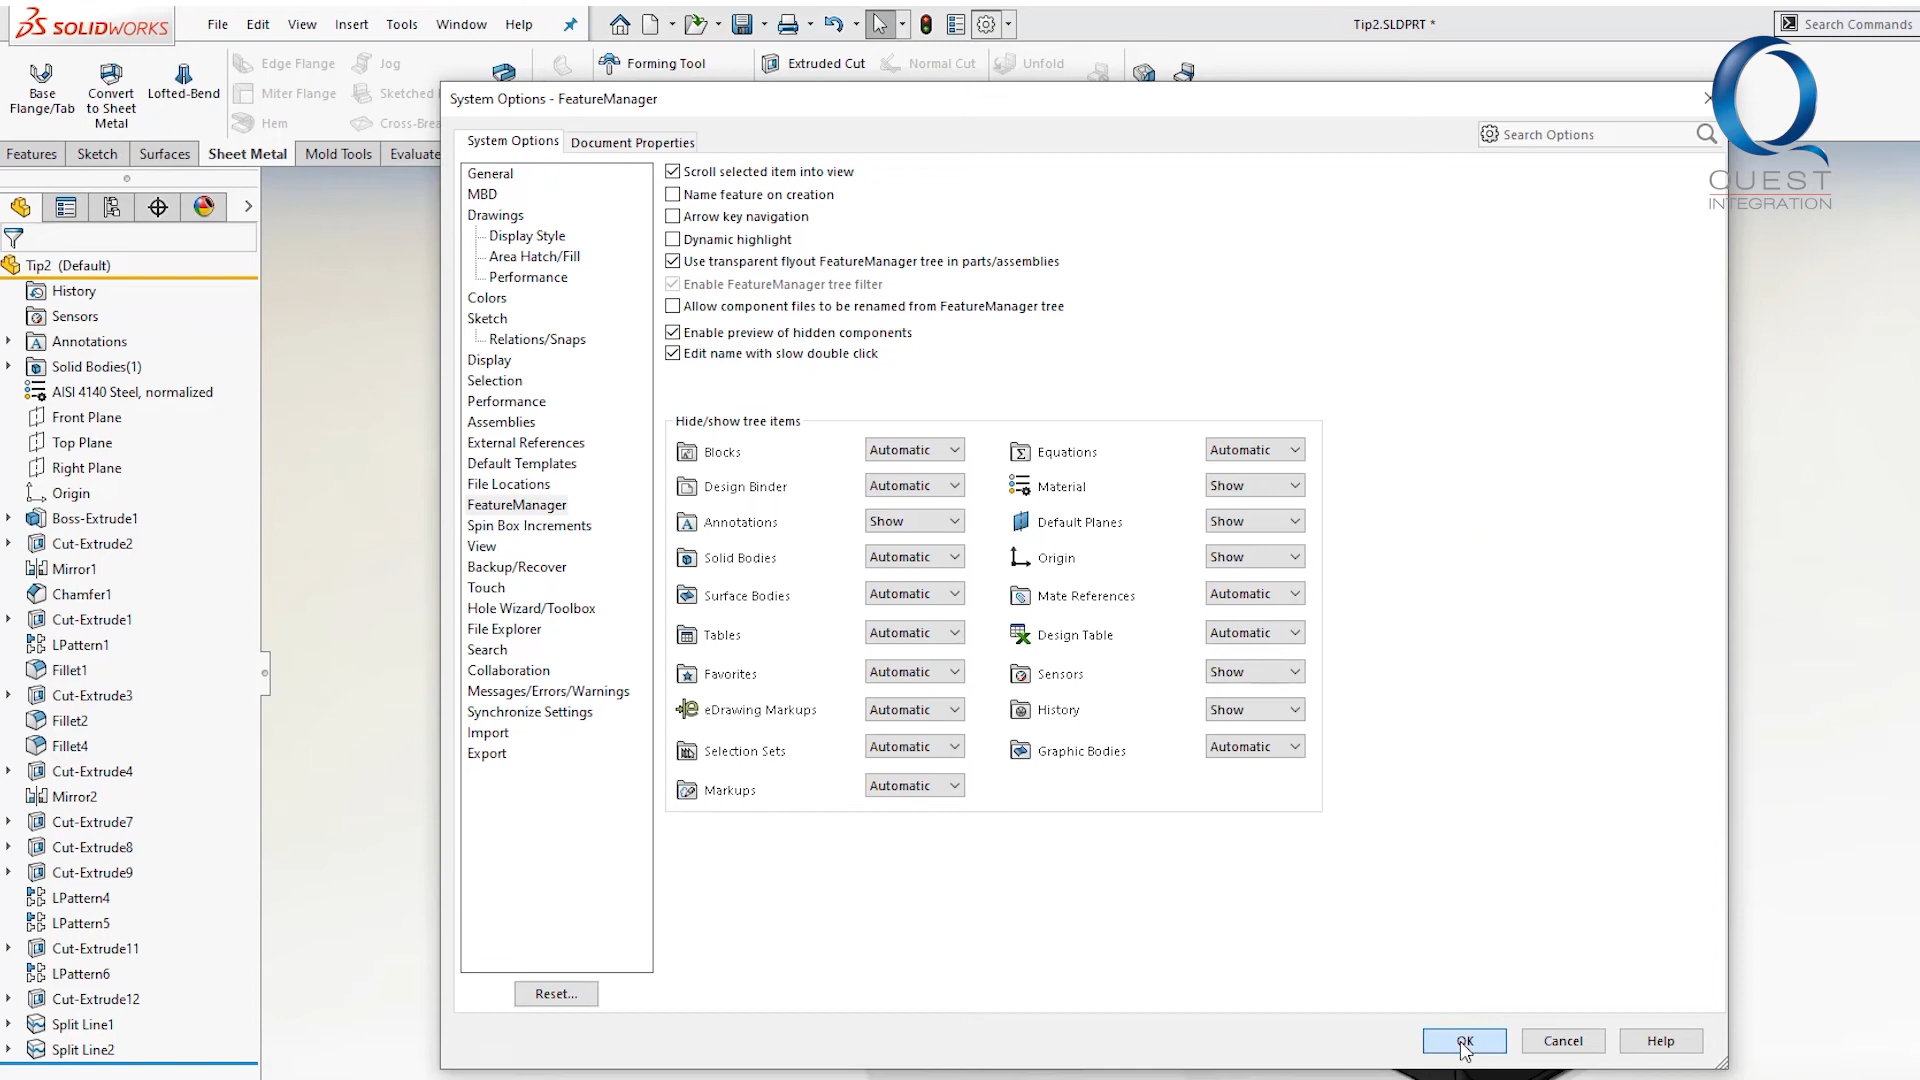 SOLIDWORKS
File Edit View Insert Tools Window Help
Tip2.SLDPRT *
Search Commands
Base Flange/Tab
Convert to Sheet Metal
Lofted-Bend
Edge Flange
Miter Flange
Hem
Jog
Sketched
Cross-Brea
Forming Tool
Extruded Cut
Normal Cut
Unfold
Features Sketch Surfaces Sheet Metal Mold Tools Evaluate
QUEST
INTEGRATION
Tip2 (Default)
History
Sensors
Annotations
Solid Bodies(1)
AISI 4140 Steel, normalized
Front Plane
Top Plane
Right Plane
Origin
Boss-Extrude1
Cut-Extrude2
Mirror1
Chamfer1
Cut-Extrude1
LPattern1
Fillet1
Cut-Extrude3
Fillet2
Fillet4
Cut-Extrude4
Mirror2
Cut-Extrude7
Cut-Extrude8
Cut-Extrude9
LPattern4
LPattern5
Cut-Extrude11
LPattern6
Cut-Extrude12
Split Line1
Split Line2
System Options - FeatureManager
System Options Document Properties
Search Options
General
MBD
Drawings
Display Style
Area Hatch/Fill
Performance
Colors
Sketch
Relations/Snaps
Display
Selection
Performance
Assemblies
External References
Default Templates
File Locations
FeatureManager
Spin Box Increments
View
Backup/Recover
Touch
Hole Wizard/Toolbox
File Explorer
Search
Collaboration
Messages/Errors/Warnings
Synchronize Settings
Import
Export
Reset...
Scroll selected item into view
Name feature on creation
Arrow key navigation
Dynamic highlight
Use transparent flyout FeatureManager tree in parts/assemblies
Enable FeatureManager tree filter
Allow component files to be renamed from FeatureManager tree
Enable preview of hidden components
Edit name with slow double click
Hide/show tree items
Blocks Automatic Equations Automatic
Design Binder Automatic Material Show
Annotations Show Default Planes Show
Solid Bodies Automatic Origin Show
Surface Bodies Automatic Mate References Automatic
Tables Automatic Design Table Automatic
Favorites Automatic Sensors Show
eDrawing Markups Automatic History Show
Selection Sets Automatic Graphic Bodies Automatic
Markups Automatic
OK Cancel Help